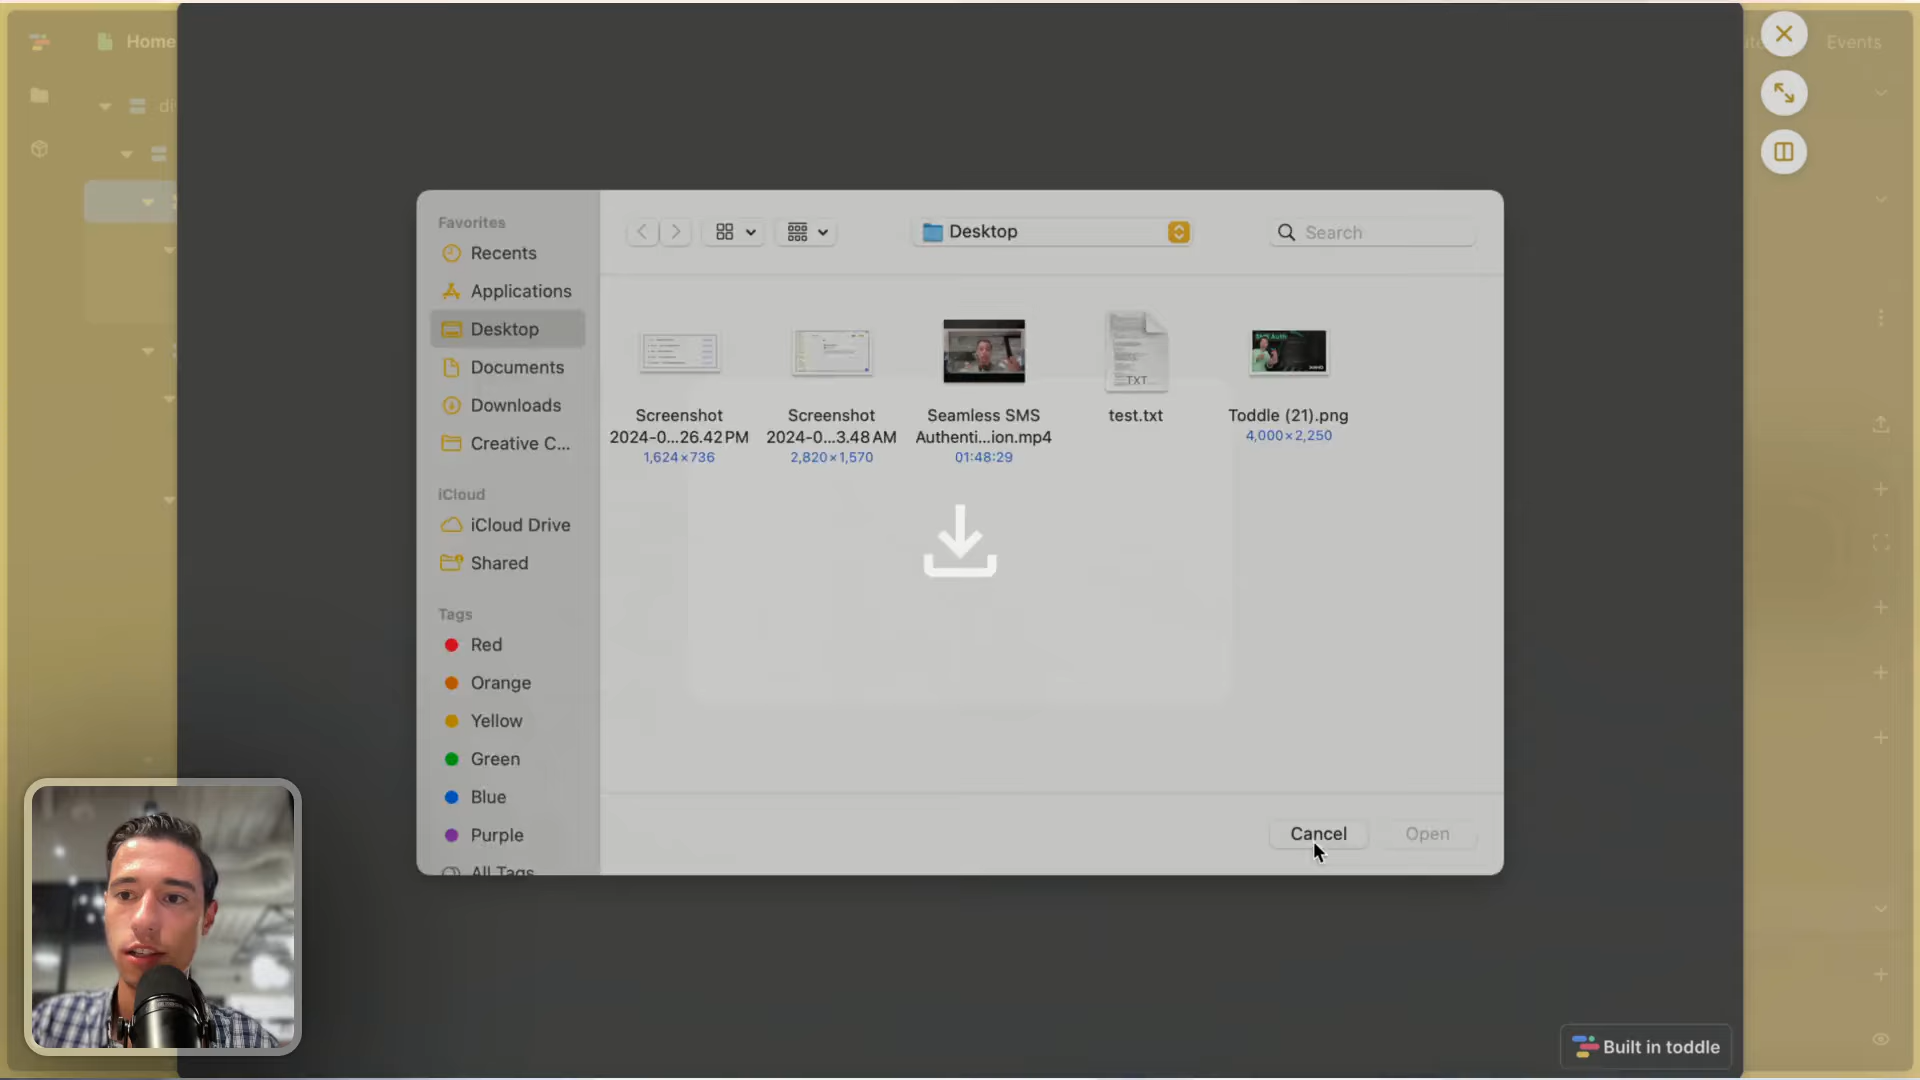 Home
Events
Favorites
Recents
Applications
Desktop
Documents
Downloads
Creative C...
iCloud
iCloud Drive
Shared
Tags
Red
Orange
Yellow
Green
Blue
Purple
All Tags
Desktop
Search
Screenshot
2024-0...26.42 PM
1,624×736
Screenshot
2024-0...3.48 AM
2,820×1,570
Seamless SMS
Authenti...ion.mp4
01:48:29
TXT
test.txt
Toddle (21).png
4,000×2,250
Cancel
Open
Built in toddle